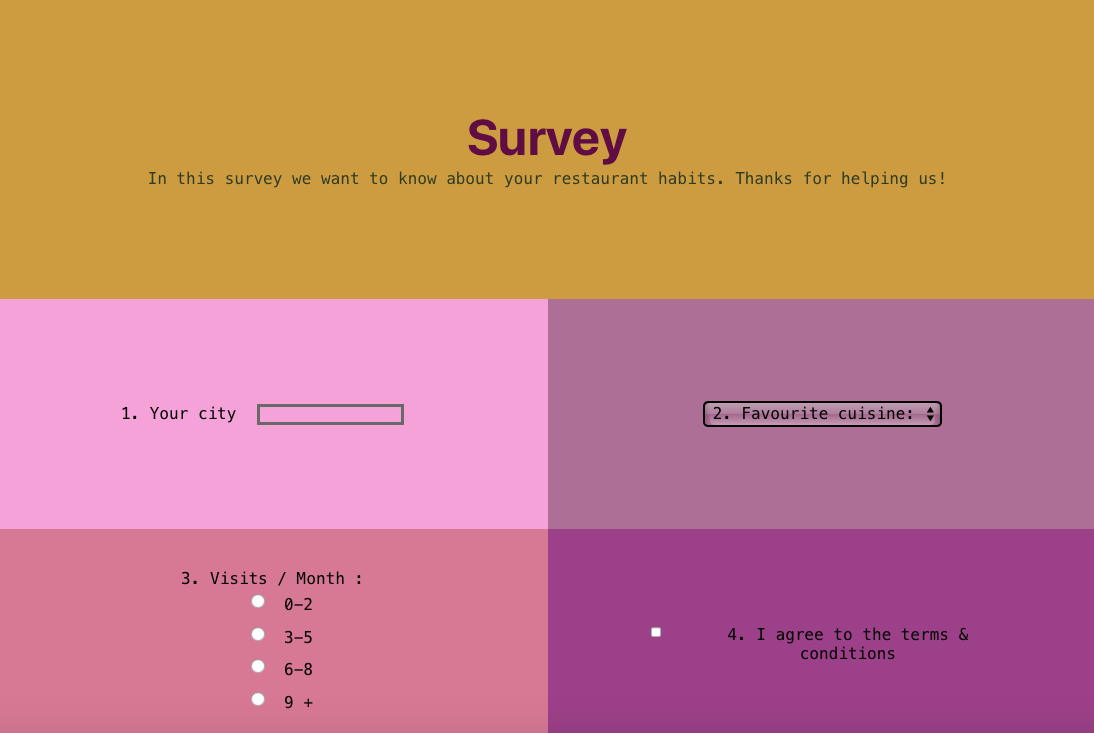 Survey
In this survey we want to know about your restaurant habits. Thanks for helping us!
1. Your city
2. Favourite cuisine:
3. Visits / Month :
0-2
3-5
6-8
9 +
4. I agree to the terms &
conditions